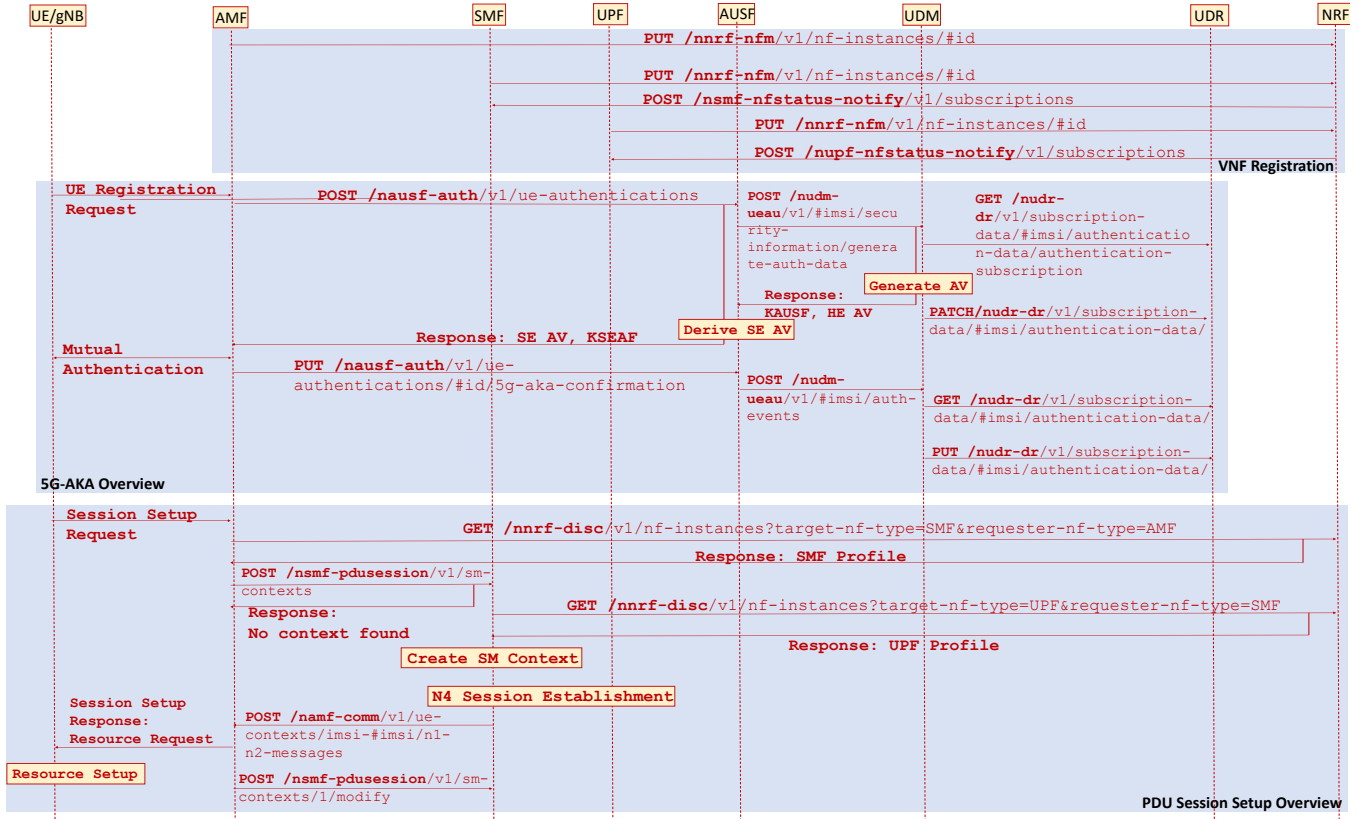 UE/gNB
AMF
SMF
UPF
AUSF
UDM
UDR
NRF
PUT /nnrf-nfm/v1/nf-instances/#id
PUT /nnrf-nfm/v1/nf-instances/#id
POST /nsmf-nfstatus-notify/v1/subscriptions
PUT /nnrf-nfm/v1/nf-instances/#id
POST /nupf-nfstatus-notify/v1/subscriptions
VNF Registration
UE Registration
Request
POST /nausf-auth/v1/ue-authentications
POST /nudm-
ueau/v1/#imsi/secu
rity-
information/genera
te-auth-data
GET /nudr-
dr/v1/subscription-
data/#imsi/authenticatio
n-data/authentication-
subscription
Generate AV
Response:
KAUSF, HE AV
PATCH/nudr-dr/v1/subscription-
data/#imsi/authentication-data/
Derive SE AV
Response: SE AV, KSEAF
Mutual
Authentication
PUT /nausf-auth/v1/ue-
authentications/#id/5g-aka-confirmation
POST /nudm-
ueau/v1/#imsi/auth-
events
GET /nudr-dr/v1/subscription-
data/#imsi/authentication-data/
PUT /nudr-dr/v1/subscription-
data/#imsi/authentication-data/
5G-AKA Overview
Session Setup
Request
GET /nnrf-disc/v1/nf-instances?target-nf-type=SMF&requester-nf-type=AMF
Response: SMF Profile
POST /nsmf-pdusession/v1/sm-
contexts
Response:
No context found
GET /nnrf-disc/v1/nf-instances?target-nf-type=UPF&requester-nf-type=SMF
Response: UPF Profile
Create SM Context
N4 Session Establishment
Session Setup
Response:
Resource Request
POST /namf-comm/v1/ue-
contexts/imsi-#imsi/n1-
n2-messages
Resource Setup
POST /nsmf-pdusession/v1/sm-
contexts/1/modify
PDU Session Setup Overview